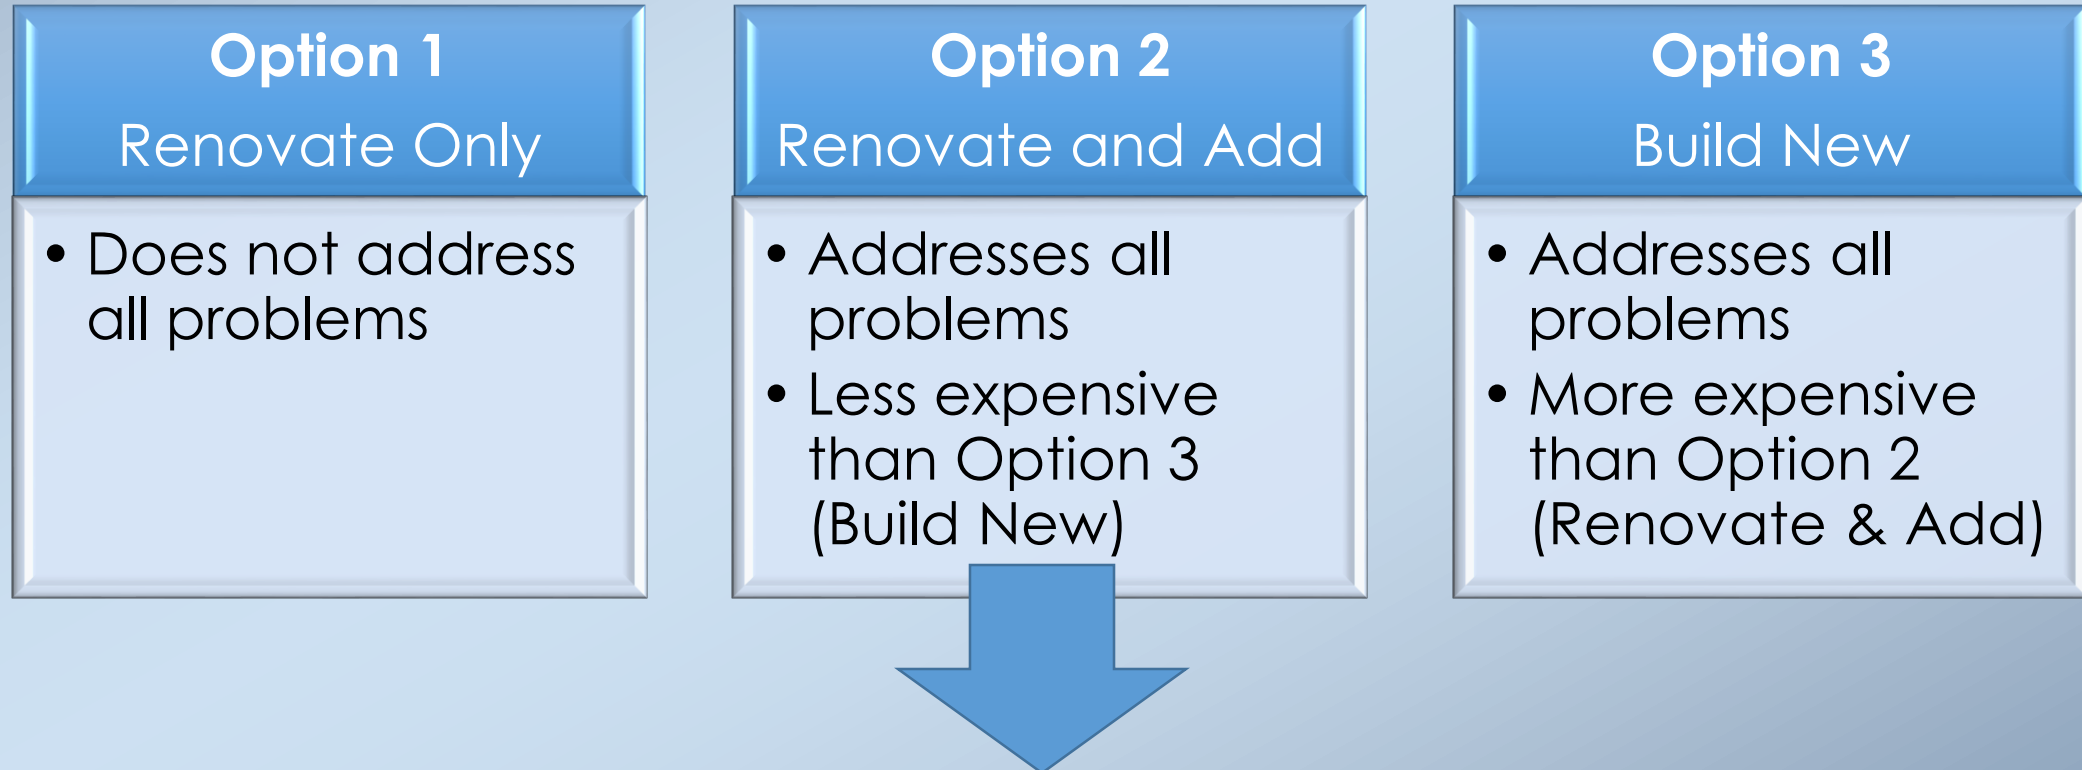 Option 1
Renovate Only
• Does not address
all problems
Option 2
Renovate and Add
• Addresses all
problems
• Less expensive
than Option 3
(Build New)
Option 3
Build New
• Addresses all
problems
• More expensive
than Option 2
(Renovate & Add)